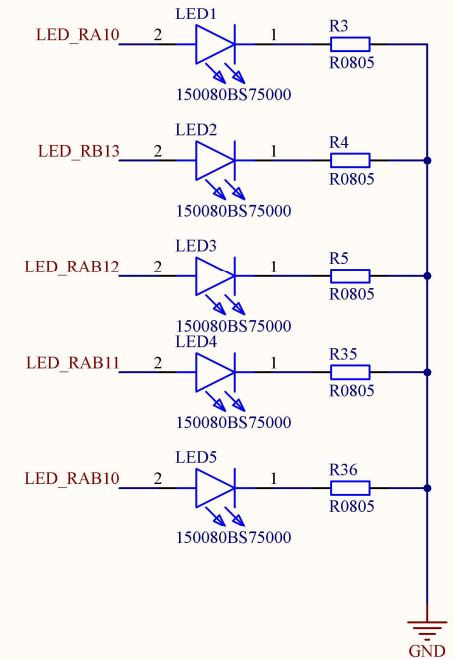 LED1
LED_RA10 2 1 R3
R0805
150080BS75000
LED2
LED_RB13 2 1 R4
R0805
150080BS75000
LED3
LED_RAB12 2 1 R5
R0805
150080BS75000
LED4
LED_RAB11 2 1 R35
R0805
150080BS75000
LED5
LED_RAB10 2 1 R36
R0805
150080BS75000
GND